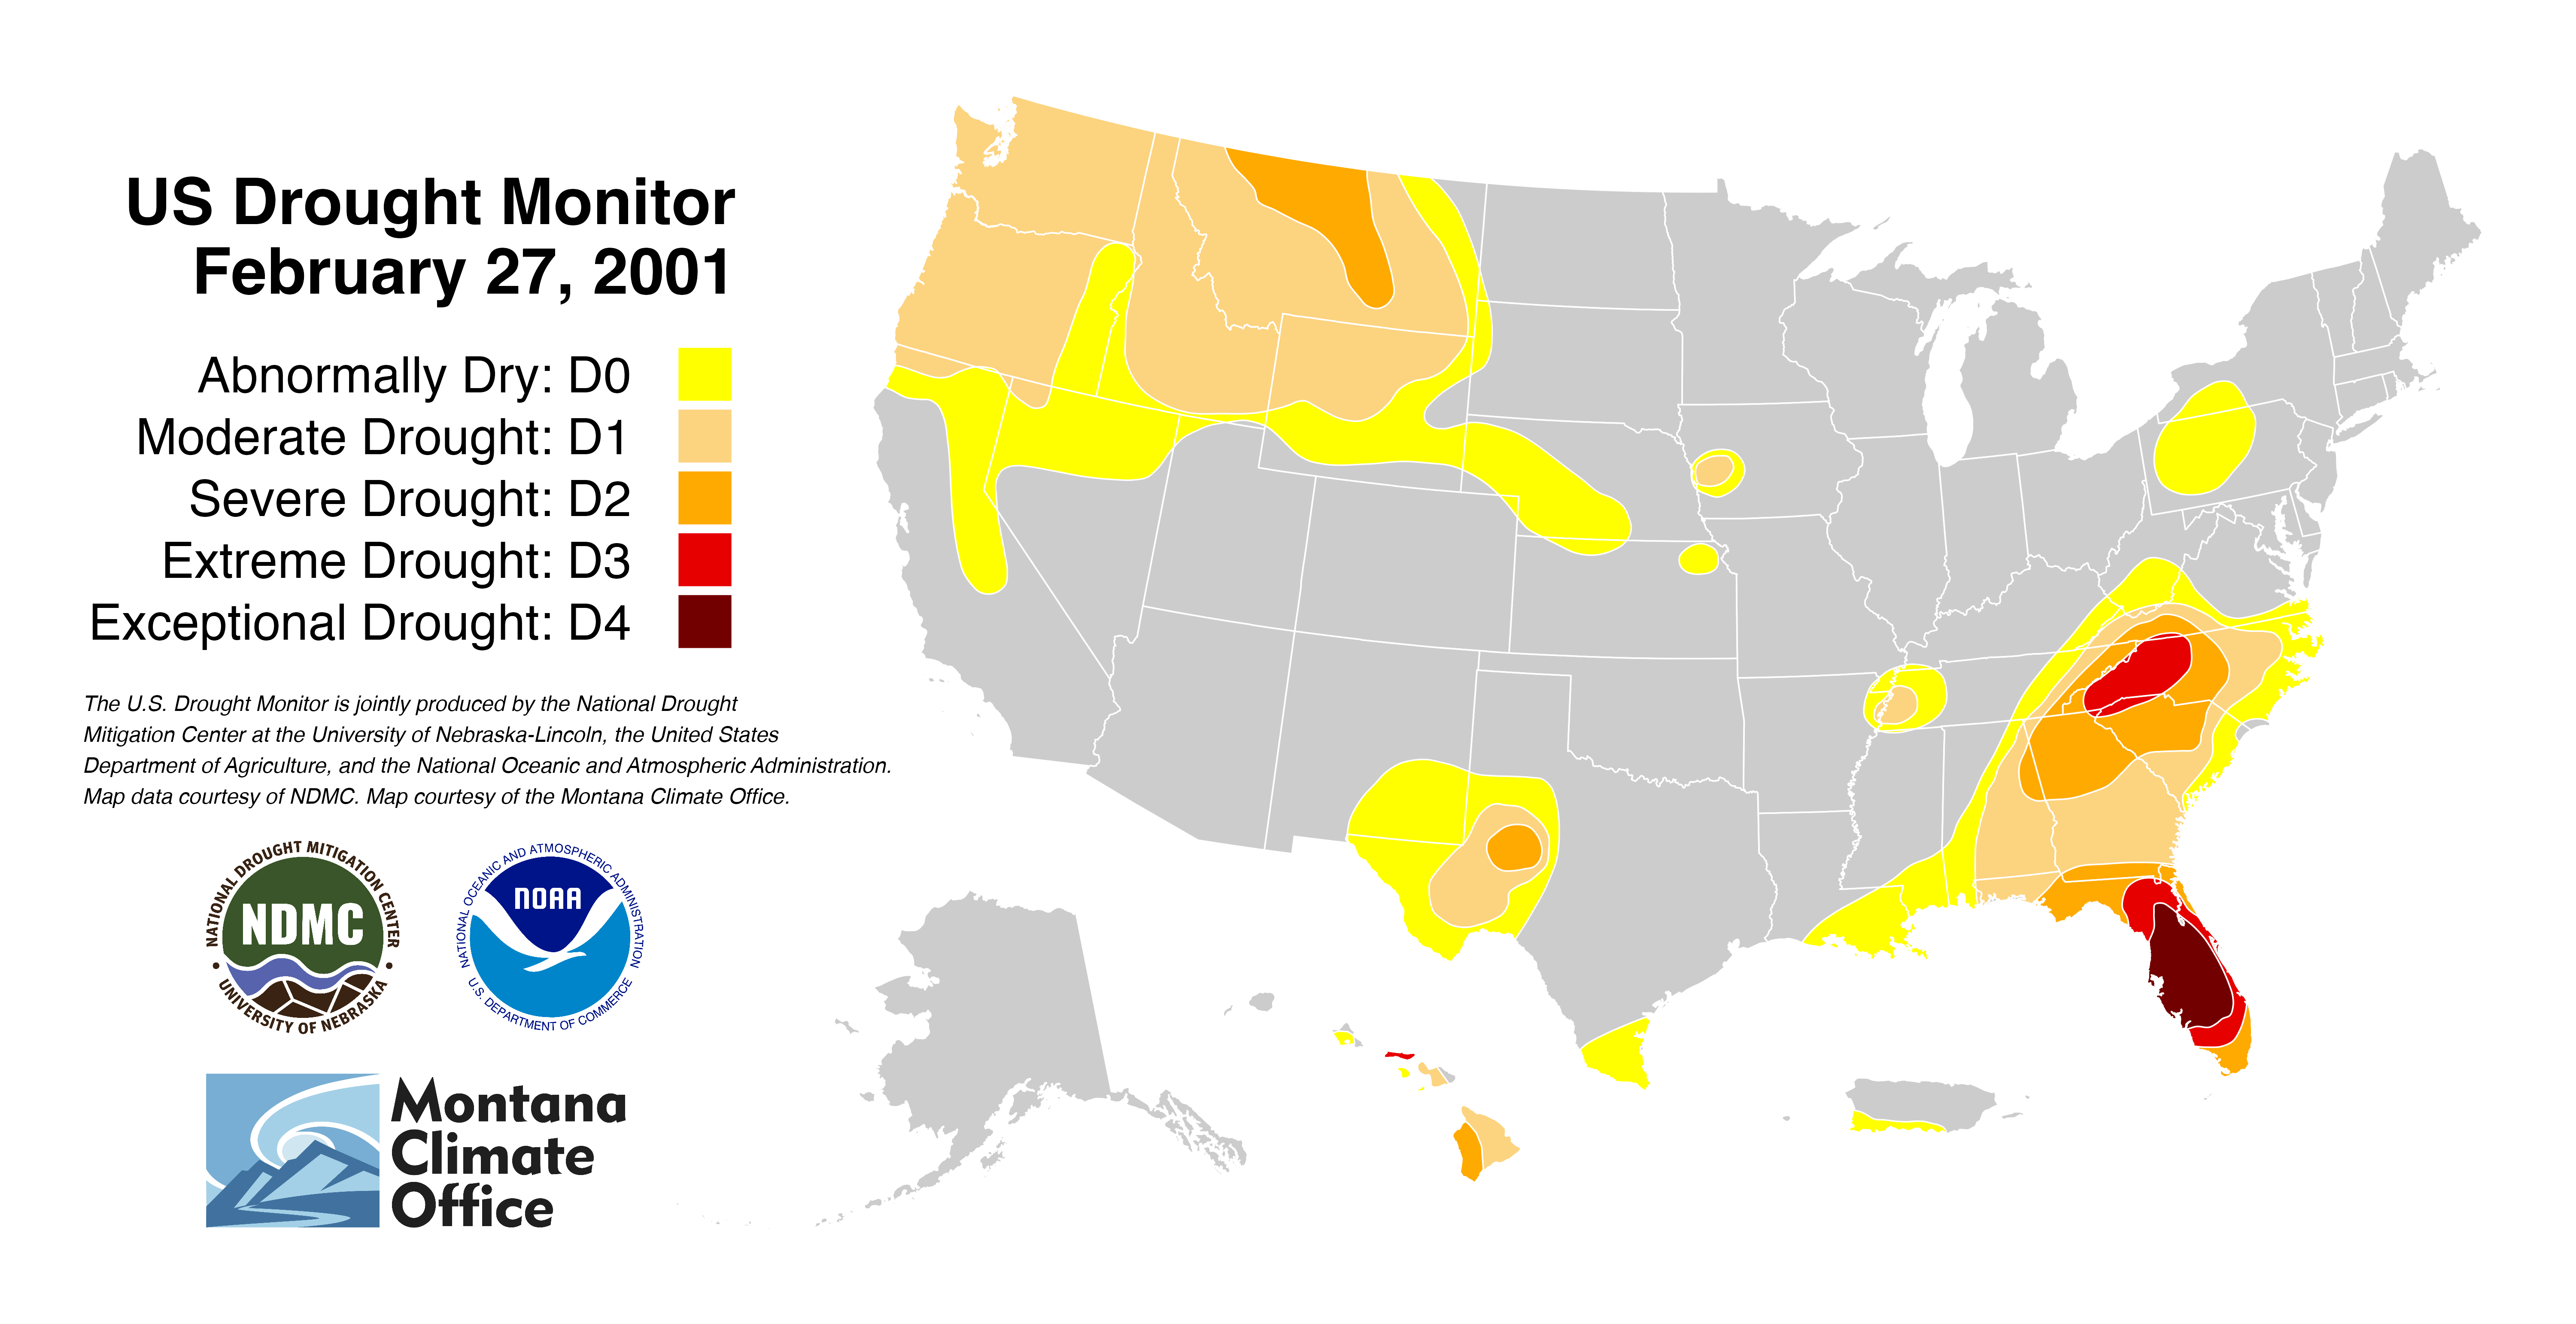 US Drought Monitor
February 27, 2001
Abnormally Dry: D0
Moderate Drought: D1
Severe Drought: D2
Extreme Drought: D3
Exceptional Drought: D4
The U.S. Drought Monitor is jointly produced by the National Drought
Mitigation Center at the University of Nebraska-Lincoln, the United States
Department of Agriculture, and the National Oceanic and Atmospheric Administration.
Map data courtesy of NDMC. Map courtesy of the Montana Climate Office.
NATIONAL DROUGHT MITIGATION CENTER
NDMC
• UNIVERSITY OF NEBRASKA •
NATIONAL OCEANIC AND ATMOSPHERIC ADMINISTRATION
NOAA
U.S. DEPARTMENT OF COMMERCE
Montana
Climate
Office